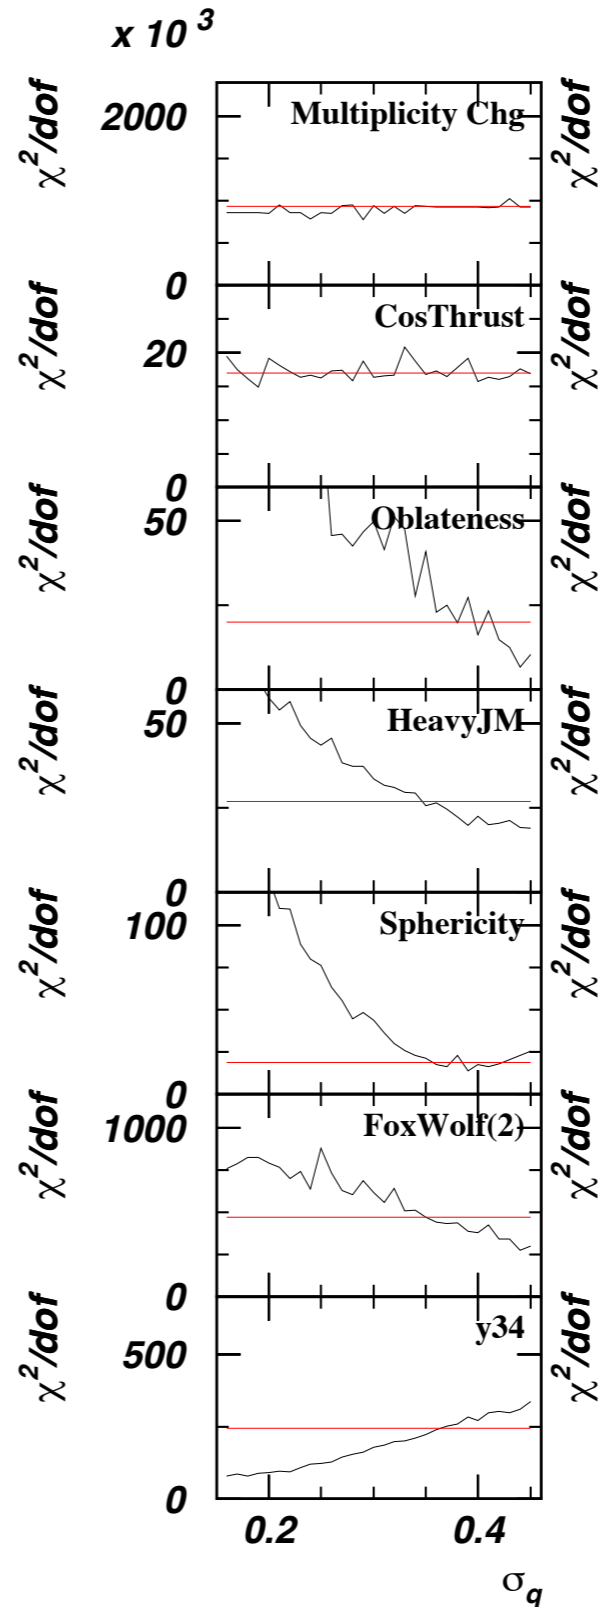 x 10 3
χ2/dof 2000 Multiplicity Chg χ2/dof
0
χ2/dof 20 CosThrust χ2/dof
0
χ2/dof 50 Oblateness χ2/dof
0
χ2/dof 50 HeavyJM χ2/dof
0
χ2/dof 100 Sphericity χ2/dof
0
χ2/dof 1000 FoxWolf(2) χ2/dof
0
χ2/dof 500 y34 χ2/dof
0
0.2 0.4
σq